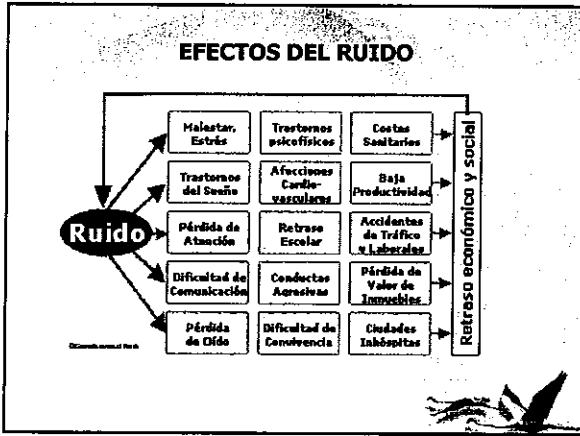 EFECTOS DEL RUIDO
Ruido
Malestar,
Estrés
Trastornos
psicofísicos
Costes
Sanitarios
Trastornos
del Sueño
Afecciones
Cardio-
vasculares
Baja
Productividad
Pérdida de
Atención
Retraso
Escolar
Accidentes
de Tráfico
y Laborales
Dificultad de
Comunicación
Conductas
Agresivas
Pérdida de
Valor de
Inmuebles
Pérdida
de Oído
Dificultad de
Convivencia
Ciudades
Inhóspitas
Retraso económico y social